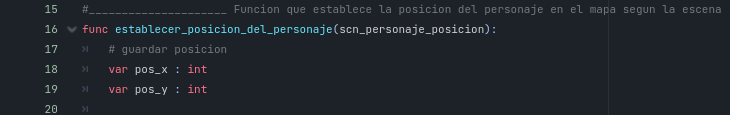 15 #_____________________ Funcion que establece la posicion del personaje en el mapa segun la escena
16 func establecer_posicion_del_personaje(scn_personaje_posicion):
17 # guardar posicion
18 var pos_x : int
19 var pos_y : int
20